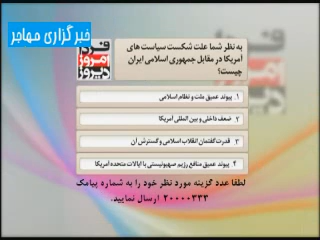 خبرگزاری مهاجر
فردا
امروز
دیروز
به نظر شما علت شکست سیاست های
آمریکا در مقابل جمهوری اسلامی ایران
چیست؟
۱. پیوند عمیق ملت و نظام اسلامی
۲. ضعف داخلی و بین المللی آمریکا
۳. قدرت گفتمان انقلاب اسلامی و گسترش آن
۴. پیوند عمیق منافع رژیم صهیونیستی با ایالات متحده آمریکا
لطفا عدد گزینه مورد نظر خود را به شماره پیامک
۲۰۰۰۰۳۳۳ ارسال نمایید.